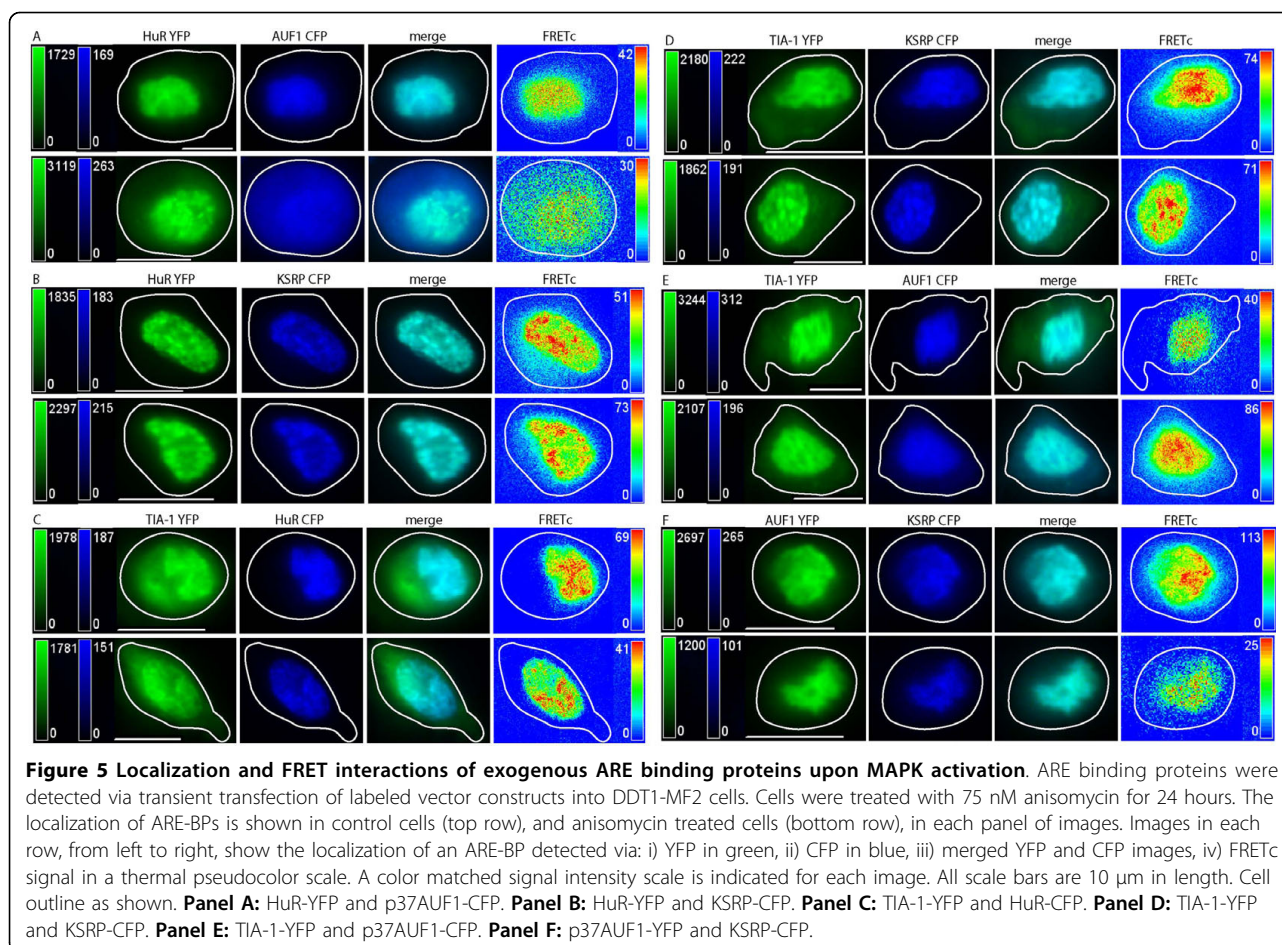 A HuR YFP AUF1 CFP merge FRETc
1729 169 42
0 0 0
3119 263 30
0 0 0
B HuR YFP KSRP CFP merge FRETc
1835 183 51
0 0 0
2297 215 73
0 0 0
C TIA-1 YFP HuR CFP merge FRETc
1978 187 69
0 0 0
1781 151 41
0 0 0
D TIA-1 YFP KSRP CFP merge FRETc
2180 222 74
0 0 0
1862 191 71
0 0 0
E TIA-1 YFP AUF1 CFP merge FRETc
3244 312 40
0 0 0
2107 196 86
0 0 0
F AUF1 YFP KSRP CFP merge FRETc
2697 265 113
0 0 0
1200 101 25
0 0 0
Figure 5 Localization and FRET interactions of exogenous ARE binding proteins upon MAPK activation. ARE binding proteins were
detected via transient transfection of labeled vector constructs into DDT1-MF2 cells. Cells were treated with 75 nM anisomycin for 24 hours. The
localization of ARE-BPs is shown in control cells (top row), and anisomycin treated cells (bottom row), in each panel of images. Images in each
row, from left to right, show the localization of an ARE-BP detected via: i) YFP in green, ii) CFP in blue, iii) merged YFP and CFP images, iv) FRETc
signal in a thermal pseudocolor scale. A color matched signal intensity scale is indicated for each image. All scale bars are 10 μm in length. Cell
outline as shown. Panel A: HuR-YFP and p37AUF1-CFP. Panel B: HuR-YFP and KSRP-CFP. Panel C: TIA-1-YFP and HuR-CFP. Panel D: TIA-1-YFP
and KSRP-CFP. Panel E: TIA-1-YFP and p37AUF1-CFP. Panel F: p37AUF1-YFP and KSRP-CFP.